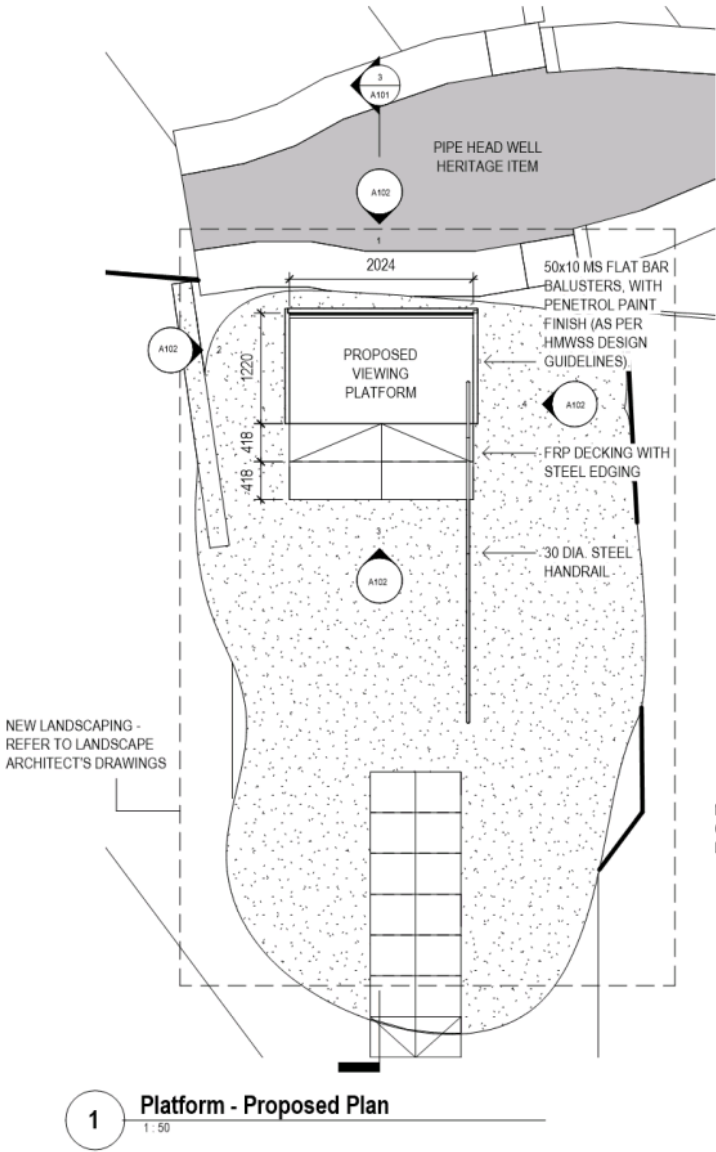 3
A101
PIPE HEAD WELL
HERITAGE ITEM
A102
1
2024
50x10 MS FLAT BAR
BALUSTERS, WITH
PENETROL PAINT
FINISH (AS PER
HMWSS DESIGN
GUIDELINES)
A102
2
1220
PROPOSED
VIEWING
PLATFORM
4
A102
418
418
FRP DECKING WITH
STEEL EDGING
3
A102
30 DIA. STEEL
HANDRAIL
NEW LANDSCAPING -
REFER TO LANDSCAPE
ARCHITECT'S DRAWINGS
1
Platform - Proposed Plan
1 : 50